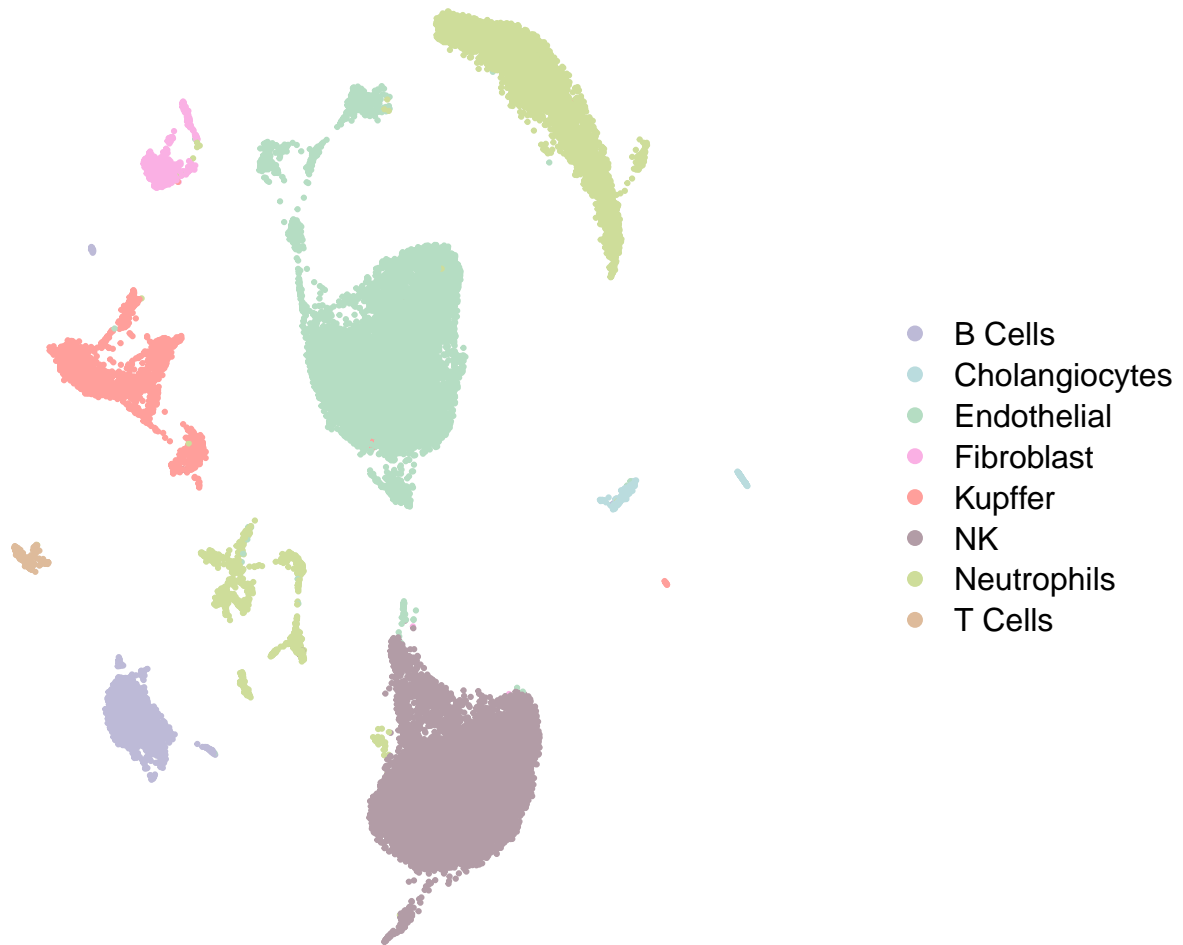 B Cells
Cholangiocytes
Endothelial
Fibroblast
Kupffer
NK
Neutrophils
T Cells